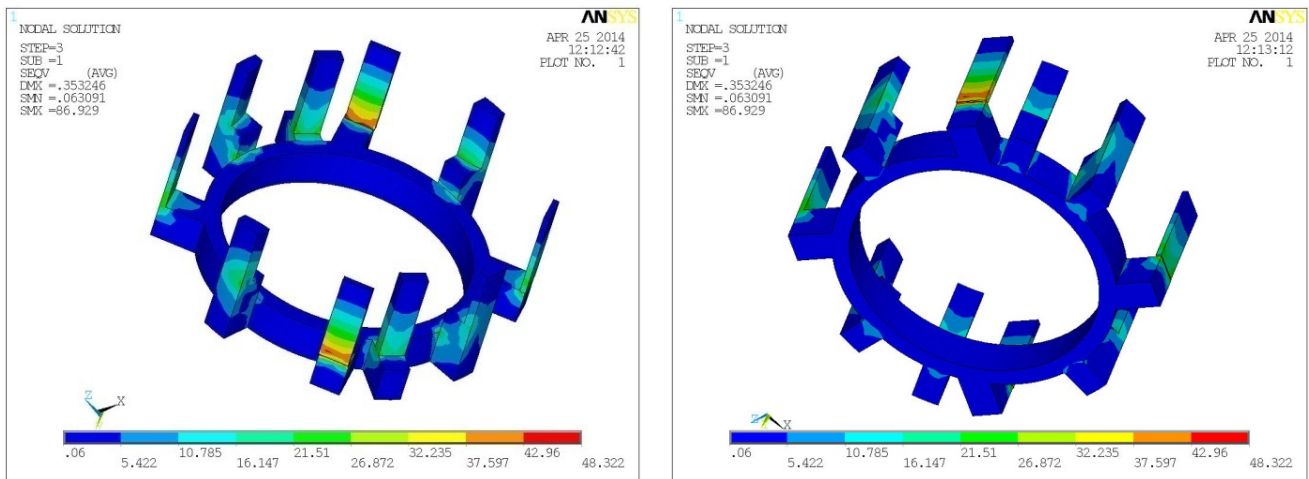 1
ANSYS
NODAL SOLUTION
APR 25 2014
12:12:42
PLOT NO. 1
STEP=3
SUB =1
SEQV (AVG)
DMX =.353246
SMN =.063091
SMX =86.929
Z
X
.06
5.422
10.785
16.147
21.51
26.872
32.235
37.597
42.96
48.322
1
ANSYS
NODAL SOLUTION
APR 25 2014
12:13:12
PLOT NO. 1
STEP=3
SUB =1
SEQV (AVG)
DMX =.353246
SMN =.063091
SMX =86.929
Z
X
.06
5.422
10.785
16.147
21.51
26.872
32.235
37.597
42.96
48.322